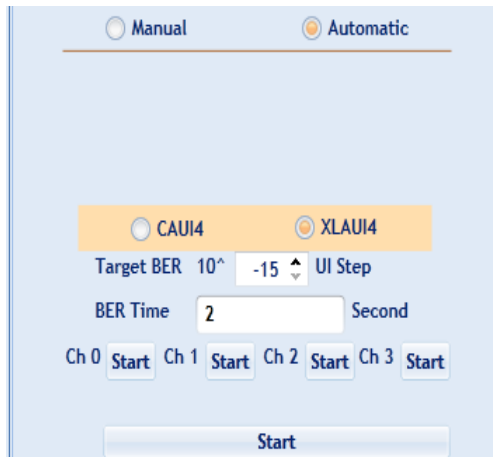 Manual Automatic
CAUI4 XLAUI4
Target BER 10^ -15 UI Step
BER Time 2 Second
Ch 0 Start Ch 1 Start Ch 2 Start Ch 3 Start
Start